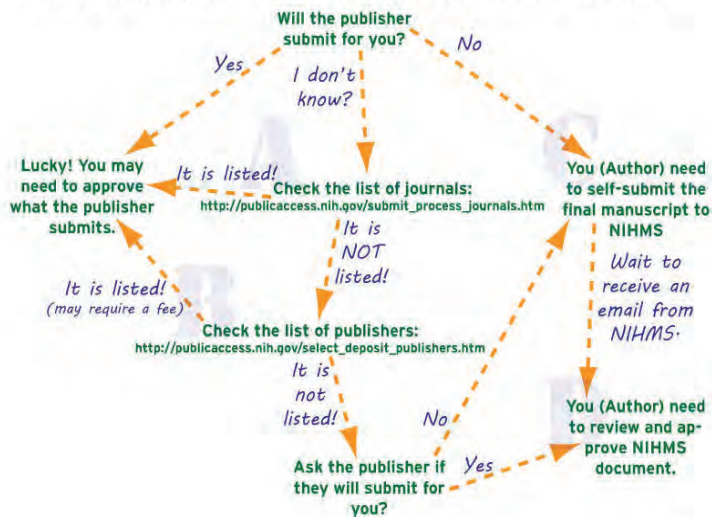 Will the publisher
submit for you?
Yes
I don't
know?
No
A
C
Lucky! You may
need to approve
what the publisher
submits.
It is listed!
Check the list of journals:
http://publicaccess.nih.gov/submit_process_journals.htm
You (Author) need
to self-submit the
final manuscript to
NIHMS
It is
NOT
listed!
Wait to
receive an
email from
NIHMS.
It is listed!
(may require a fee)
B
Check the list of publishers:
http://publicaccess.nih.gov/select_deposit_publishers.htm
It is
not
listed!
No
D
You (Author) need
to review and ap-
prove NIHMS
document.
Ask the publisher if
they will submit for
you?
Yes